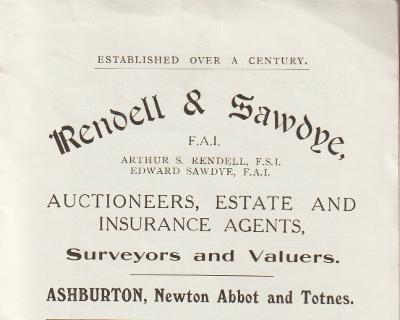 ESTABLISHED OVER A CENTURY.
Rendell & Sawdye,
F.A.I.
ARTHUR S. RENDELL, F.S.I.
EDWARD SAWDYE, F.A.I.
AUCTIONEERS, ESTATE AND
INSURANCE AGENTS,
Surveyors and Valuers.
ASHBURTON, Newton Abbot and Totnes.